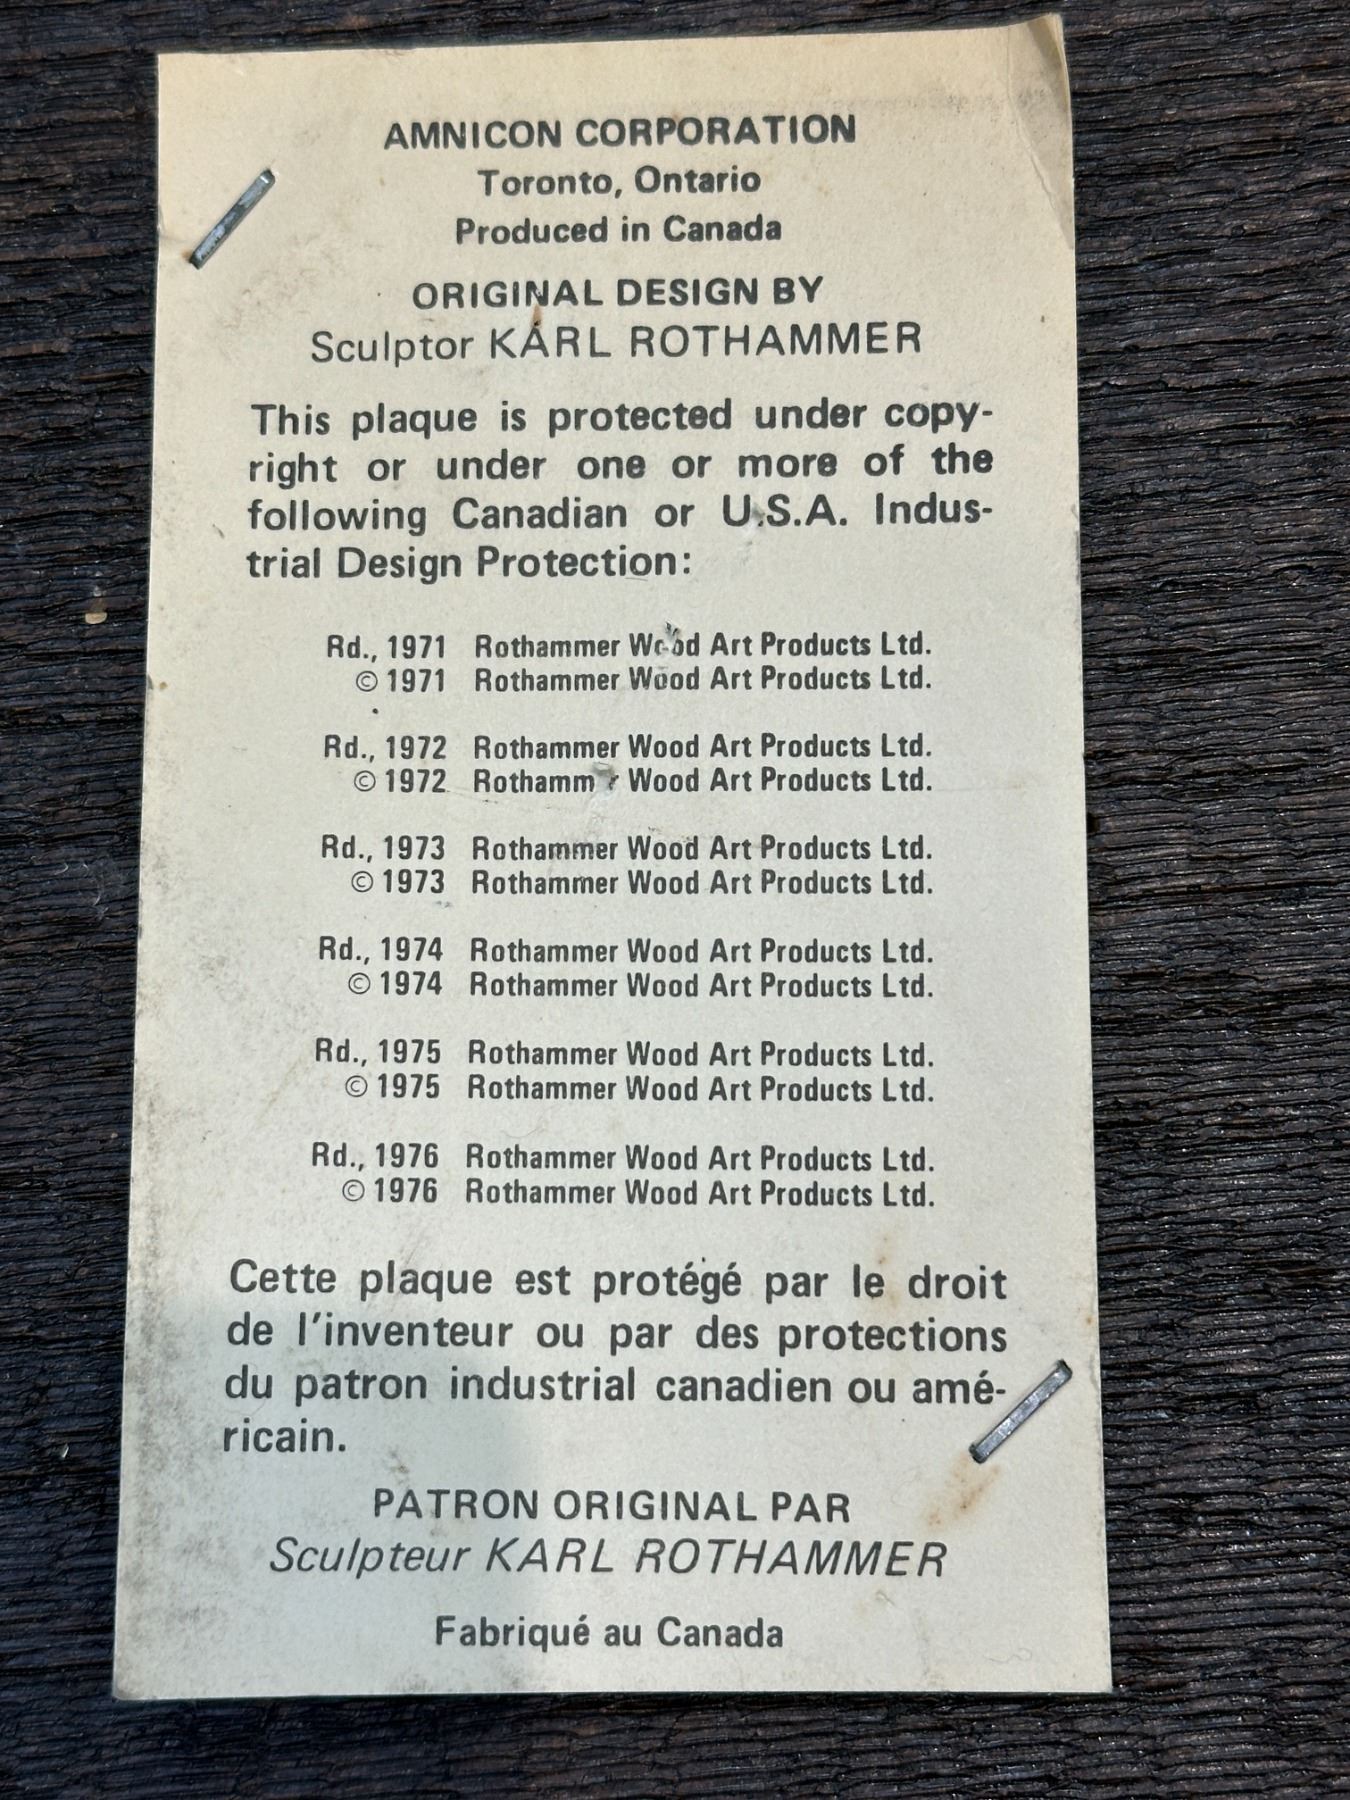 AMNICON CORPORATION
Toronto, Ontario
Produced in Canada
ORIGINAL DESIGN BY
Sculptor KARL ROTHAMMER
This plaque is protected under copy-
right or under one or more of the
following Canadian or U.S.A. Indus-
trial Design Protection:
Rd., 1971 Rothammer Wood Art Products Ltd.
© 1971 Rothammer Wood Art Products Ltd.
Rd., 1972 Rothammer Wood Art Products Ltd.
© 1972 Rothammer Wood Art Products Ltd.
Rd., 1973 Rothammer Wood Art Products Ltd.
© 1973 Rothammer Wood Art Products Ltd.
Rd., 1974 Rothammer Wood Art Products Ltd.
© 1974 Rothammer Wood Art Products Ltd.
Rd., 1975 Rothammer Wood Art Products Ltd.
© 1975 Rothammer Wood Art Products Ltd.
Rd., 1976 Rothammer Wood Art Products Ltd.
© 1976 Rothammer Wood Art Products Ltd.
Cette plaque est protégé par le droit
de l'inventeur ou par des protections
du patron industrial canadien ou amé-
ricain.
PATRON ORIGINAL PAR
Sculpteur KARL ROTHAMMER
Fabriqué au Canada